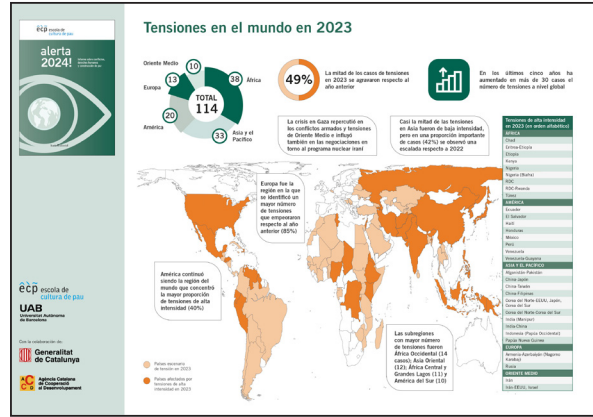 Tensiones en el mundo en 2023
ecp escola de
cultura de pau
alerta
2024!
Oriente Medio
10
Europa
13
38
África
TOTAL
114
20
América
33
Asia y el
Pacífico
49%
La mitad de los casos de tensiones
en 2023 se agravaron respecto al
año anterior
En los últimos cinco años ha
aumentado en más de 30 casos el
número de tensiones a nivel global
La crisis en Gaza repercutió en
los conflictos armados y tensiones
de Oriente Medio e influyó
también en las negociaciones en
torno al programa nuclear iraní
Casi la mitad de las tensiones
en Asia fueron de baja intensidad,
pero en una proporción importante
de casos (42%) se observó una
escalada respecto a 2022
Europa fue la
región en la que
se identificó un
mayor número
de tensiones
que empeoraron
respecto al año
anterior (85%)
América continuó
siendo la región del
mundo que concentró
la mayor proporción
de tensiones de alta
intensidad (40%)
Las subregiones
con mayor número
de tensiones fueron
África Occidental (14
casos); Asia Oriental
(12); África Central y
Grandes Lagos (11) y
América del Sur (10)
Países escenario
de tensión en 2023
Países afectados por
tensiones de alta
intensidad en 2023
Tensiones de alta intensidad
en 2023 (en orden alfabético)
ÁFRICA
Chad
Eritrea-Etiopía
Etiopía
Kenya
Nigeria
Nigeria (Biafra)
RDC
RDC-Rwanda
Túnez
AMÉRICA
Ecuador
El Salvador
Haití
Honduras
México
Perú
Venezuela
Venezuela-Guyana
ASIA Y EL PACÍFICO
Afganistán-Pakistán
China-Japón
China-Taiwán
China-Filipinas
Corea del Norte-EEUU, Japón,
Corea del Sur
Corea del Norte-Corea del Sur
India (Manipur)
India-China
Indonesia (Papúa Occidental)
Papúa Nueva Guinea
EUROPA
Armenia-Azerbaiyán (Nagorno-
Karabaj)
Rusia
ORIENTE MEDIO
Irán
Irán-EEUU, Israel
ecp escola de
cultura de pau
UAB
Universitat Autònoma
de Barcelona
Con la colaboración de:
Generalitat
de Catalunya
Agència Catalana
de Cooperació
al Desenvolupament